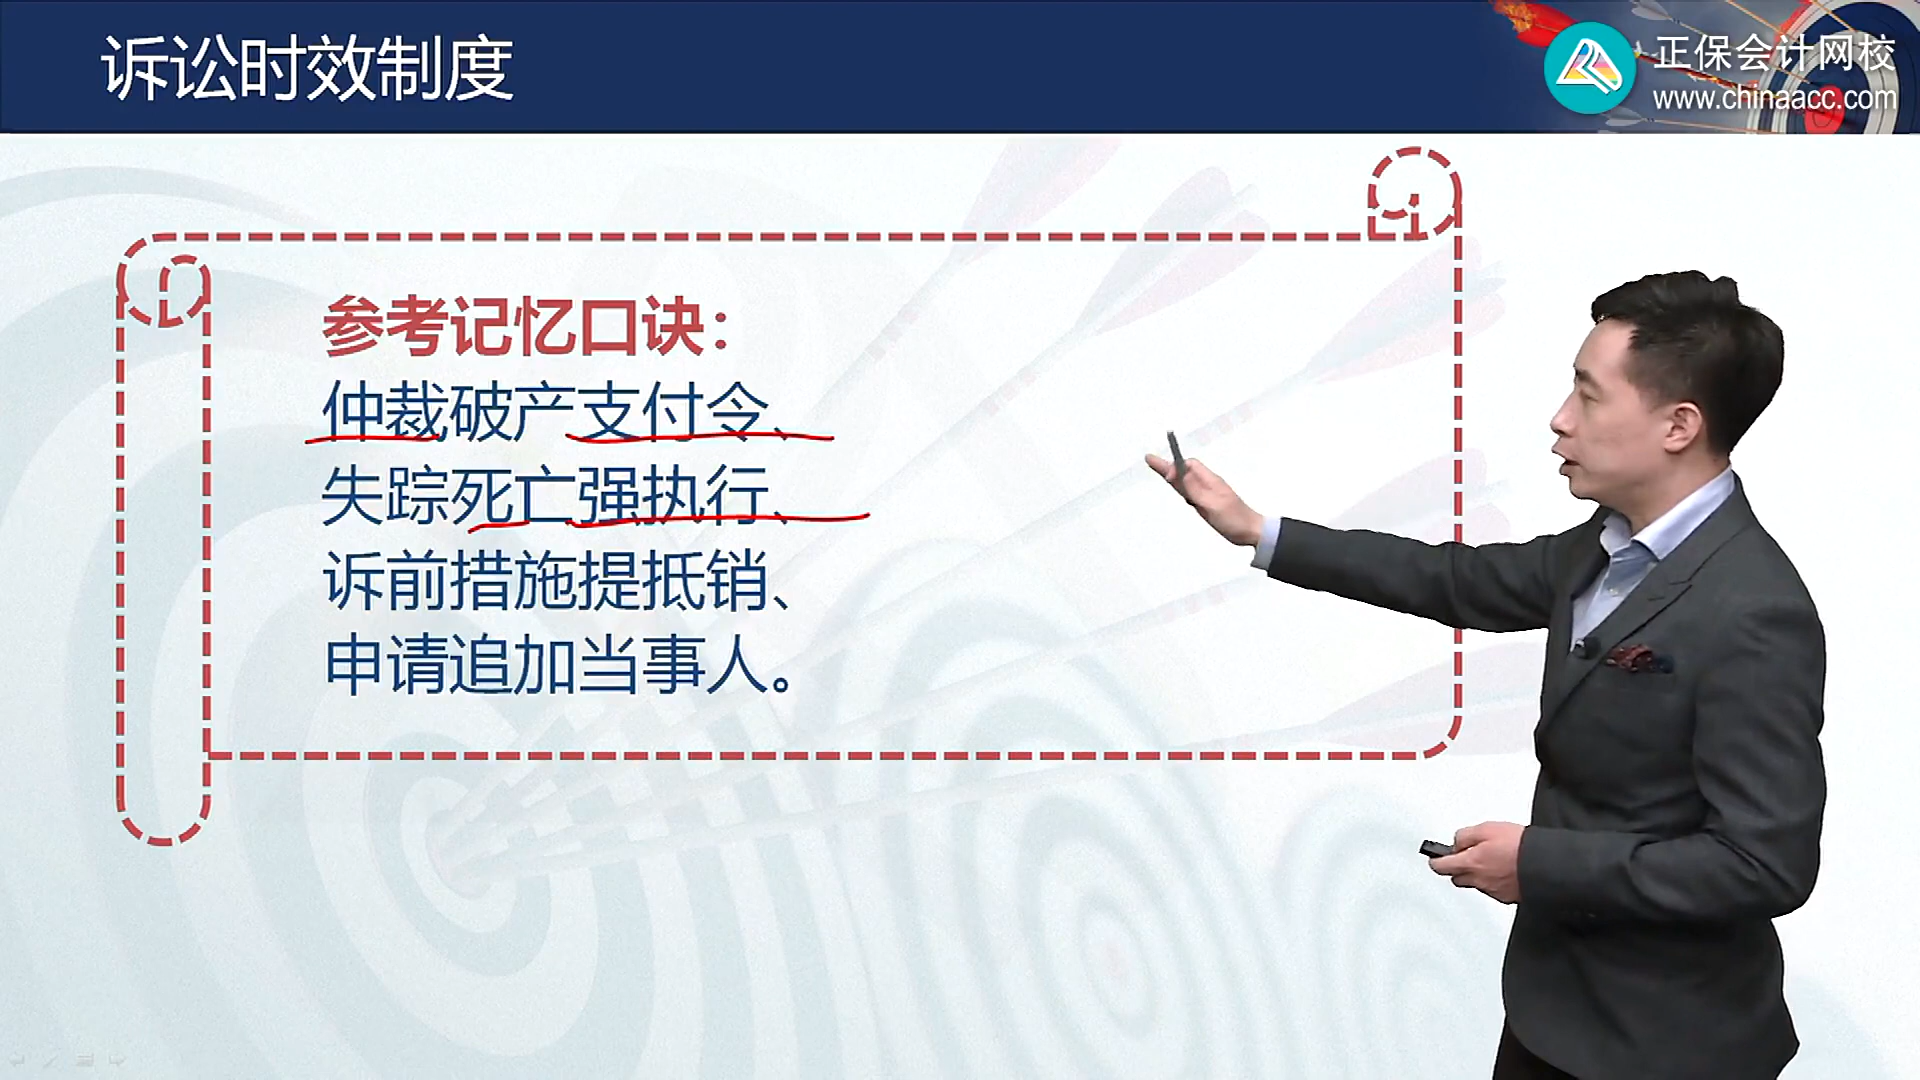 诉讼时效制度
正保会计网校
www.chinaacc.com
参考记忆口诀：
仲裁破产支付令、
失踪死亡强执行、
诉前措施提抵销、
申请追加当事人。